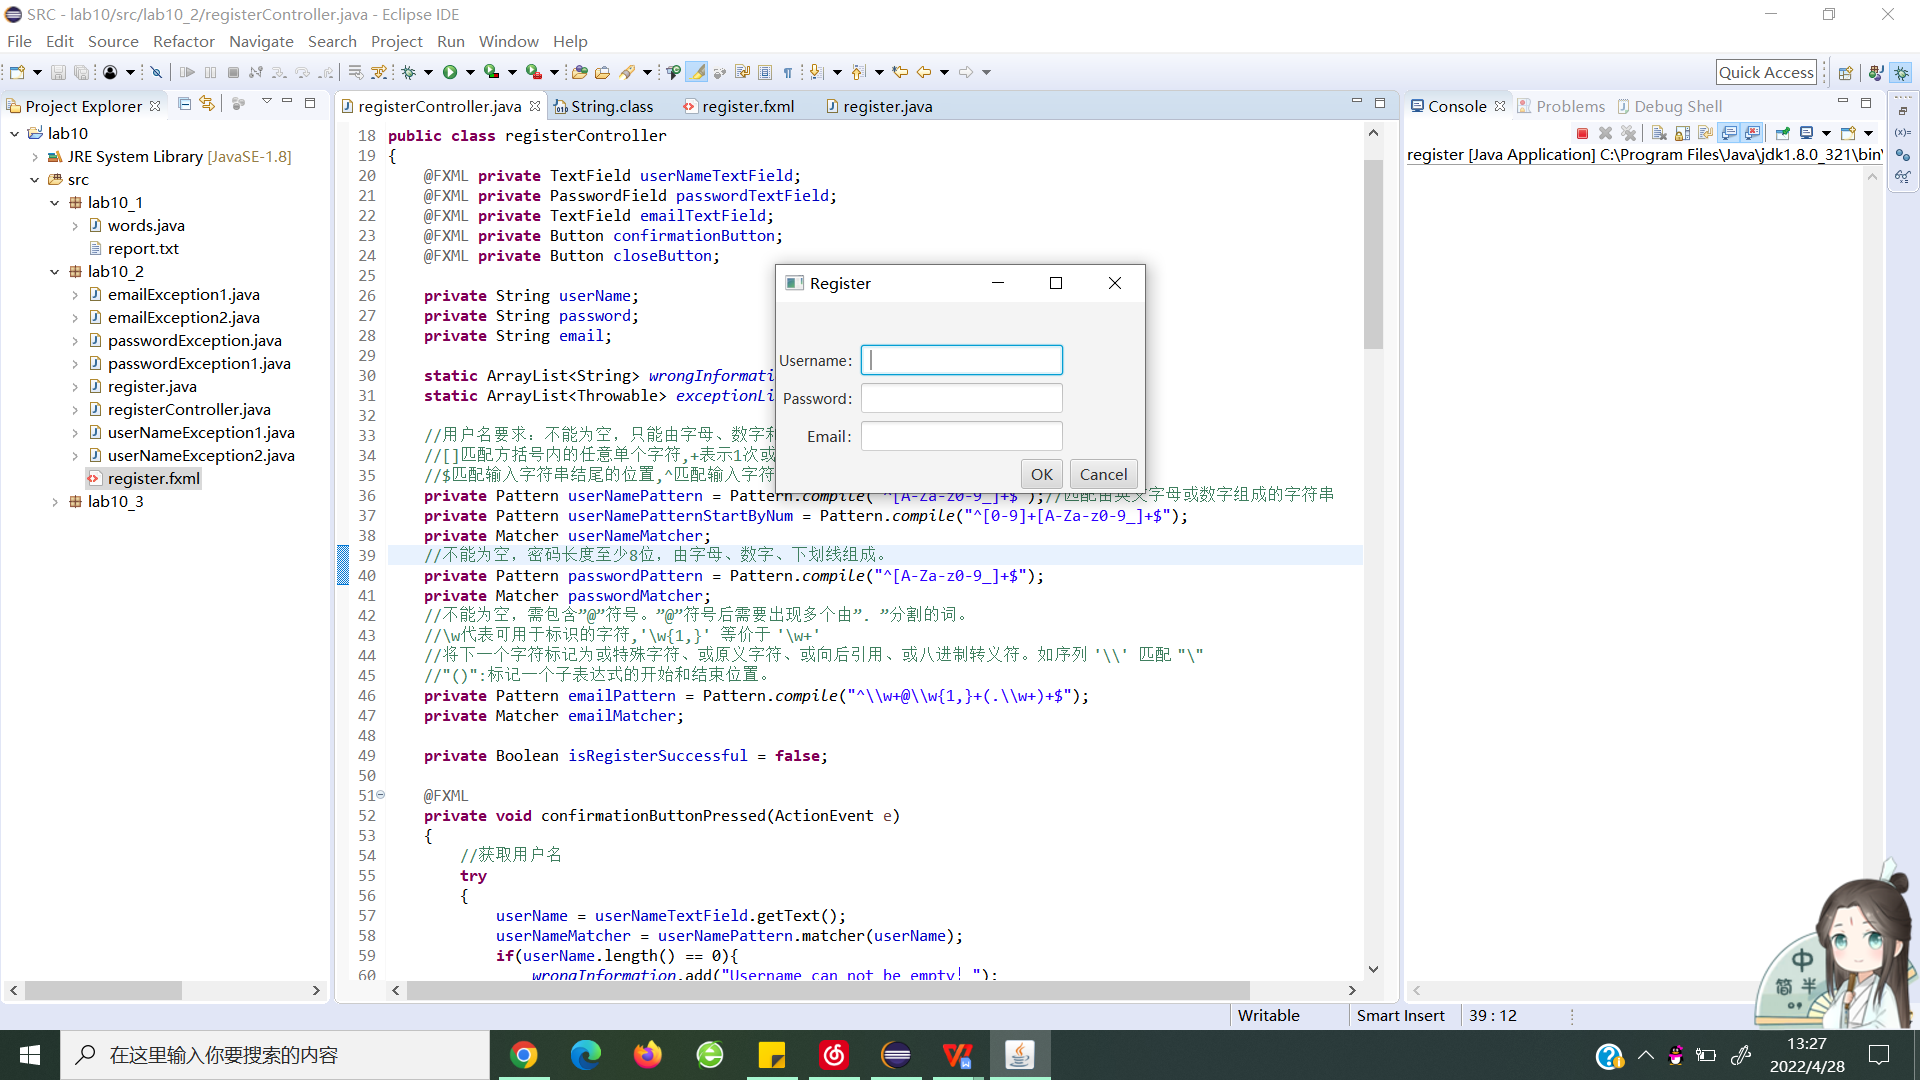 SRC - lab10/src/lab10_2/registerController.java - Eclipse IDE
File Edit Source Refactor Navigate Search Project Run Window Help
Quick Access
Project Explorer
lab10
JRE System Library [JavaSE-1.8]
src
lab10_1
words.java
report.txt
lab10_2
emailException1.java
emailException2.java
passwordException.java
passwordException1.java
register.java
registerController.java
userNameException1.java
userNameException2.java
register.fxml
lab10_3
registerController.java String.class register.fxml register.java
18 public class registerController
19 {
20 @FXML private TextField userNameTextField;
21 @FXML private PasswordField passwordTextField;
22 @FXML private TextField emailTextField;
23 @FXML private Button confirmationButton;
24 @FXML private Button closeButton;
25
26 private String userName;
27 private String password;
28 private String email;
29
30 static ArrayList<String> wrongInformati
31 static ArrayList<Throwable> exceptionLi
32
33 //用户名要求：不能为空，只能由字母、数字和
34 //[]匹配方括号内的任意单个字符,+表示1次或
35 //$匹配输入字符串结尾的位置,^匹配输入字符
36 private Pattern userNamePattern = Pattern.compile("^[A-Za-z0-9_]+$");//匹配由英文字母或数字组成的字符串
37 private Pattern userNamePatternStartByNum = Pattern.compile("^[0-9]+[A-Za-z0-9_]+$");
38 private Matcher userNameMatcher;
39 //不能为空，密码长度至少8位，由字母、数字、下划线组成。
40 private Pattern passwordPattern = Pattern.compile("^[A-Za-z0-9_]+$");
41 private Matcher passwordMatcher;
42 //不能为空，需包含”@”符号。”@”符号后需要出现多个由”. ”分割的词。
43 //\w代表可用于标识的字符,'\w{1,}' 等价于 '\w+'
44 //将下一个字符标记为或特殊字符、或原义字符、或向后引用、或八进制转义符。如序列 '\\' 匹配 "\"
45 //"()":标记一个子表达式的开始和结束位置。
46 private Pattern emailPattern = Pattern.compile("^\\w+@\\w{1,}+(.\\w+)+$");
47 private Matcher emailMatcher;
48
49 private Boolean isRegisterSuccessful = false;
50
51 @FXML
52 private void confirmationButtonPressed(ActionEvent e)
53 {
54 //获取用户名
55 try
56 {
57 userName = userNameTextField.getText();
58 userNameMatcher = userNamePattern.matcher(userName);
59 if(userName.length() == 0){
60 wrongInformation.add("Username can not be empty！");
Register
Username:
Password:
Email:
OK Cancel
Console Problems Debug Shell
register [Java Application] C:\Program Files\Java\jdk1.8.0_321\bin\
Writable Smart Insert 39 : 12
中
简 半
在这里输入你要搜索的内容
13:27
2022/4/28